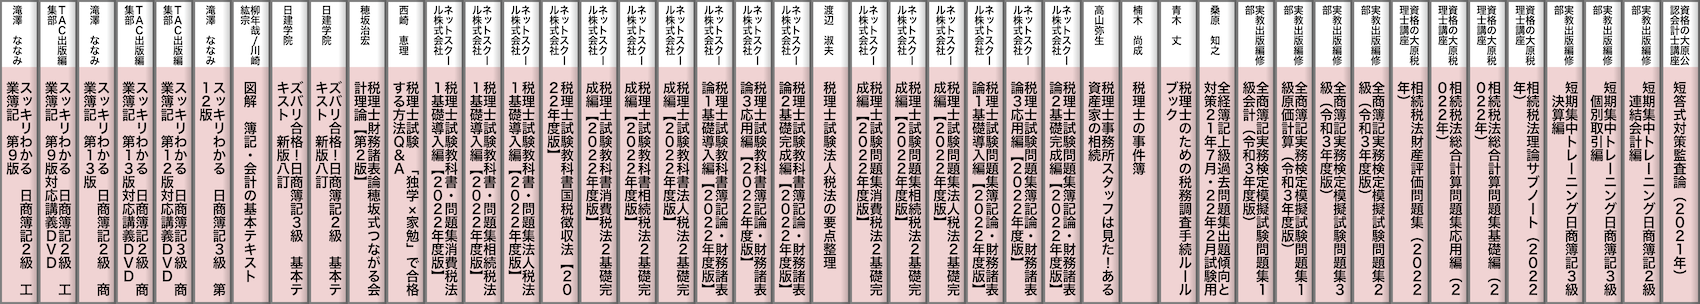 資格の大原公
認会計士講座
短答式対策監査論（2021年）
実教出版編修
部
短期集中トレーニング日商簿記2級
連結会計編
実教出版編修
部
短期集中トレーニング日商簿記3級
個別取引編
実教出版編修
部
短期集中トレーニング日商簿記3級
決算編
資格の大原税
理士講座
相続税法理論サブノート（2022
年）
資格の大原税
理士講座
相続税法総合計算問題集基礎編（2
022年）
資格の大原税
理士講座
相続税法総合計算問題集応用編（2
022年）
資格の大原税
理士講座
相続税法財産評価問題集（2022
年）
実教出版編修
部
全商簿記実務検定模擬試験問題集2
級（令和3年度版）
実教出版編修
部
全商簿記実務検定模擬試験問題集3
級（令和3年度版）
実教出版編修
部
全商簿記実務検定模擬試験問題集1
級原価計算（令和3年度版）
実教出版編修
部
全商簿記実務検定模擬試験問題集1
級会計（令和3年度版）
桑原 知之
全経簿記上級過去問題集出題傾向と
対策21年7月・22年2月試験用
青木 丈
税理士のための税務調査手続ルール
ブック
楠木 尚成
税理士の事件簿
高山弥生
税理士事務所スタッフは見た！ある
資産家の相続
ネットスクー
ル株式会社
税理士試験問題集簿記論・財務諸表
論2基礎完成編【2022年度版】
ネットスクー
ル株式会社
税理士試験問題集簿記論・財務諸表
論3応用編【2022年度版】
ネットスクー
ル株式会社
税理士試験問題集簿記論・財務諸表
論1基礎導入編【2022年度版】
ネットスクー
ル株式会社
税理士試験問題集法人税法2基礎完
成編【2022年度版】
ネットスクー
ル株式会社
税理士試験問題集相続税法2基礎完
成編【2022年度版】
ネットスクー
ル株式会社
税理士試験問題集消費税法2基礎完
成編【2022年度版】
渡辺 淑夫
税理士試験法人税法の要点整理
ネットスクー
ル株式会社
税理士試験教科書簿記論・財務諸表
論2基礎完成編【2022年度版】
ネットスクー
ル株式会社
税理士試験教科書簿記論・財務諸表
論3応用編【2022年度版】
ネットスクー
ル株式会社
税理士試験教科書簿記論・財務諸表
論1基礎導入編【2022年度版】
ネットスクー
ル株式会社
税理士試験教科書法人税法2基礎完
成編【2022年度版】
ネットスクー
ル株式会社
税理士試験教科書相続税法2基礎完
成編【2022年度版】
ネットスクー
ル株式会社
税理士試験教科書消費税法2基礎完
成編【2022年度版】
ネットスクー
ル株式会社
税理士試験教科書国税徴収法【20
22年度版】
ネットスクー
ル株式会社
税理士試験教科書・問題集法人税法
1基礎導入編【2022年度版】
ネットスクー
ル株式会社
税理士試験教科書・問題集相続税法
1基礎導入編【2022年度版】
ネットスクー
ル株式会社
税理士試験教科書・問題集消費税法
1基礎導入編【2022年度版】
西崎 恵理
税理士試験 「独学×家勉」で合格
する方法Q＆A
穂坂治宏
税理士財務諸表論穂坂式つながる会
計理論【第2版】
日建学院
ズバリ合格！日商簿記2級 基本テ
キスト 新版八訂
日建学院
ズバリ合格！日商簿記3級 基本テ
キスト 新版八訂
柳年哉/川崎
紘宗
図解 簿記・会計の基本テキスト
滝澤 ななみ
スッキリわかる 日商簿記3級 第
12版
TAC出版編
集部
スッキリわかる 日商簿記3級 商
業簿記 第12版対応講義DVD
TAC出版編
集部
スッキリわかる 日商簿記2級 商
業簿記 第13版対応講義DVD
滝澤 ななみ
スッキリわかる 日商簿記2級 商
業簿記 第13版
TAC出版編
集部
スッキリわかる 日商簿記2級 工
業簿記 第9版対応講義DVD
滝澤 ななみ
スッキリわかる 日商簿記2級 工
業簿記 第9版